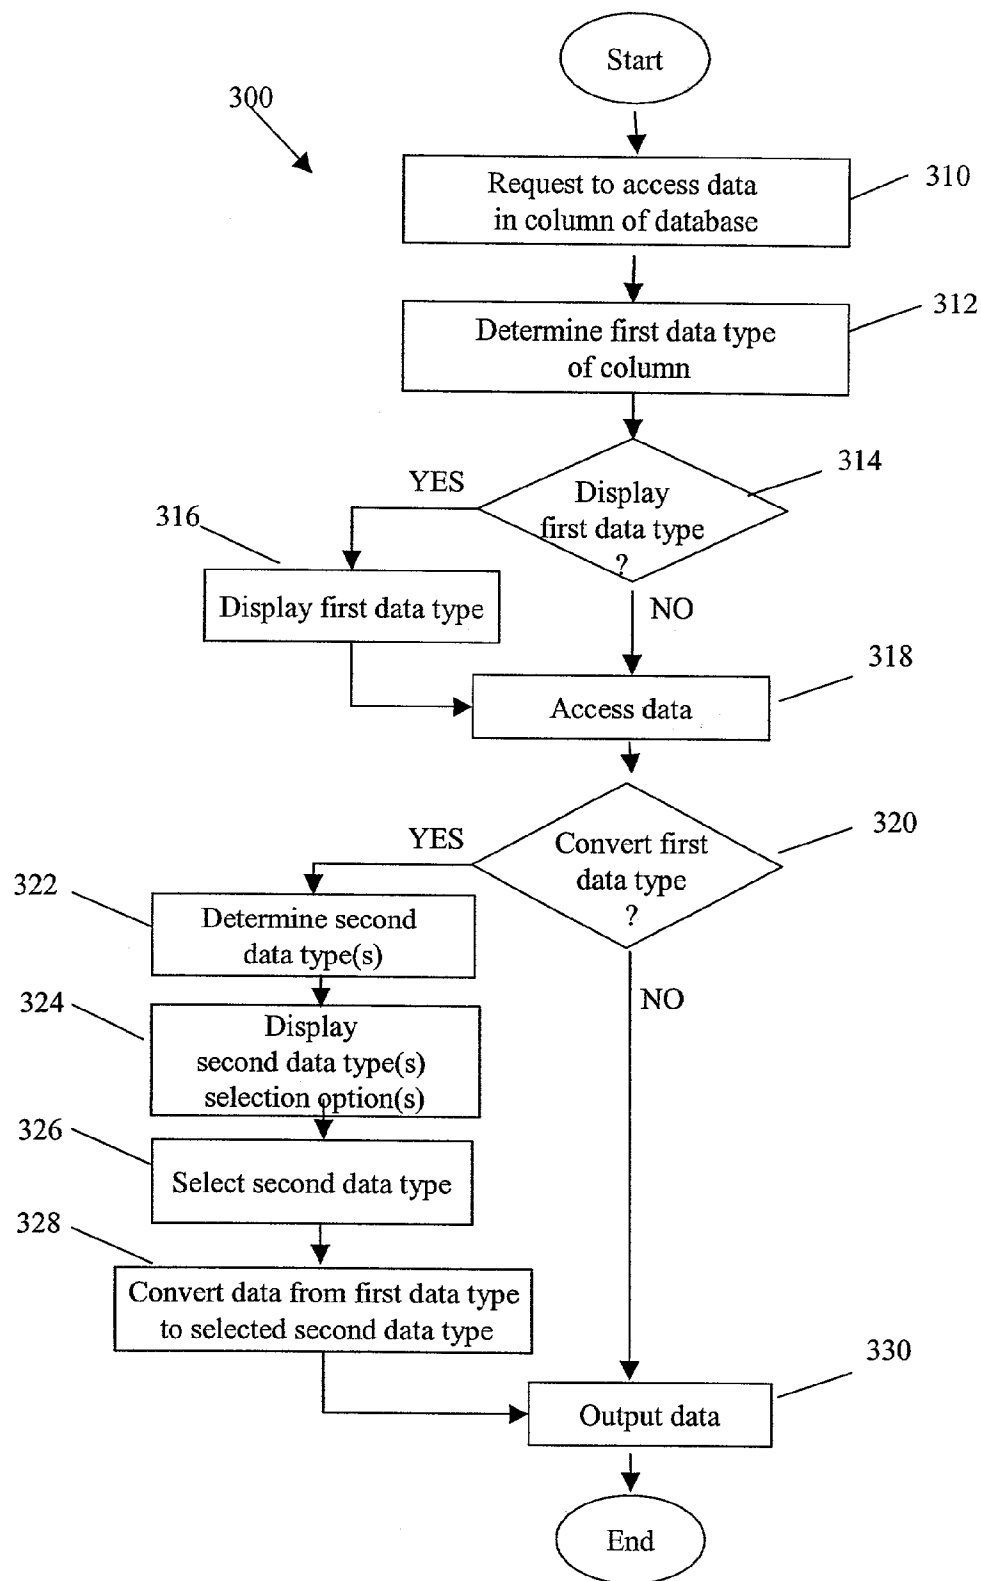 Start
300
Request to access data
in column of database
310
312
Determine first data type
of column
314
YES
Display
first data type
?
316
Display first data type
NO
318
Access data
320
YES
Convert first
data type
?
322
Determine second
data type(s)
324
NO
Display
second data type(s)
selection option(s)
326
Select second data type
328
Convert data from first data type
to selected second data type
330
Output data
End